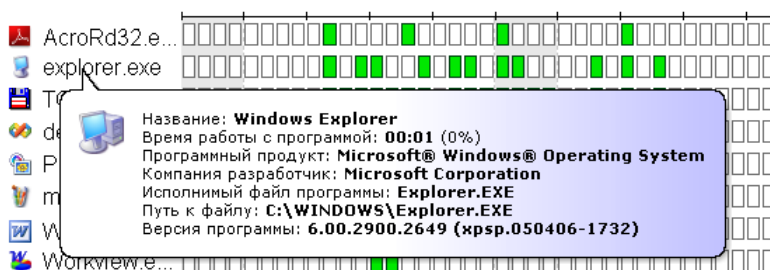 AcroRd32.e...
explorer.exe
Название: Windows Explorer
Время работы с программой: 00:01 (0%)
Программный продукт: Microsoft® Windows® Operating System
Компания разработчик: Microsoft Corporation
Исполнимый файл программы: Explorer.EXE
Путь к файлу: C:\WINDOWS\Explorer.EXE
Версия программы: 6.00.2900.2649 (xpsp.050406-1732)
Workview.e...